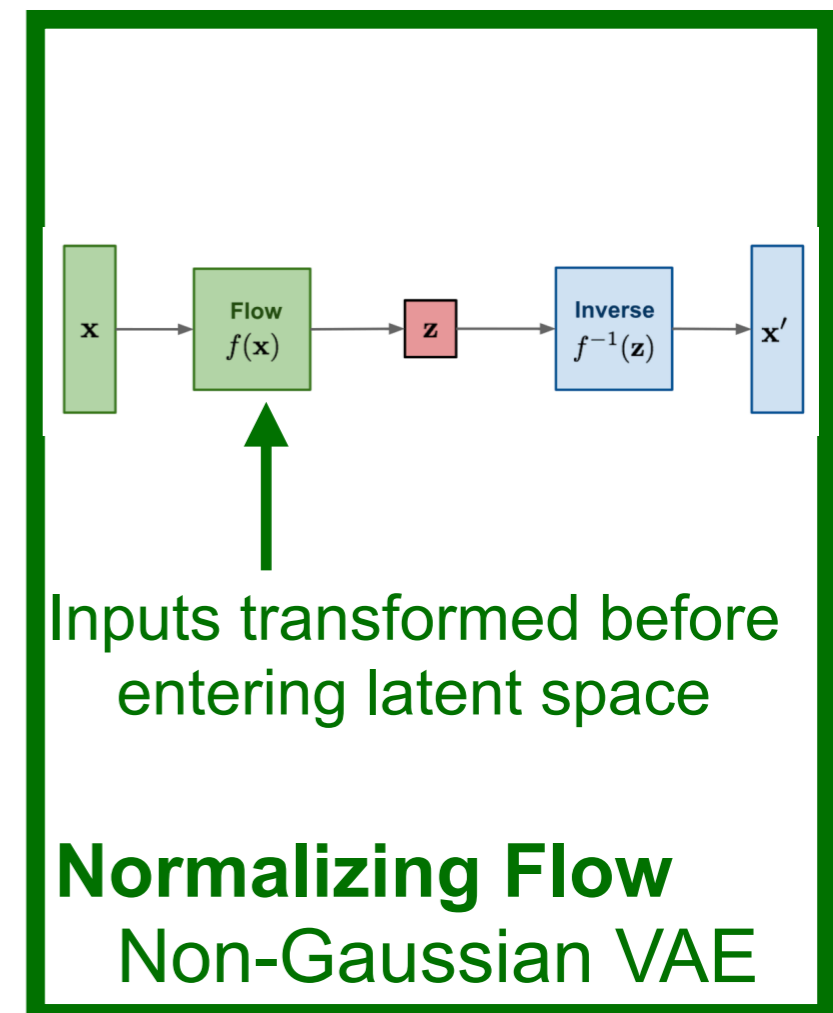 x
Flow
f(x)
z
Inverse
f⁻¹(z)
x′
Inputs transformed before
entering latent space
Normalizing Flow
Non-Gaussian VAE